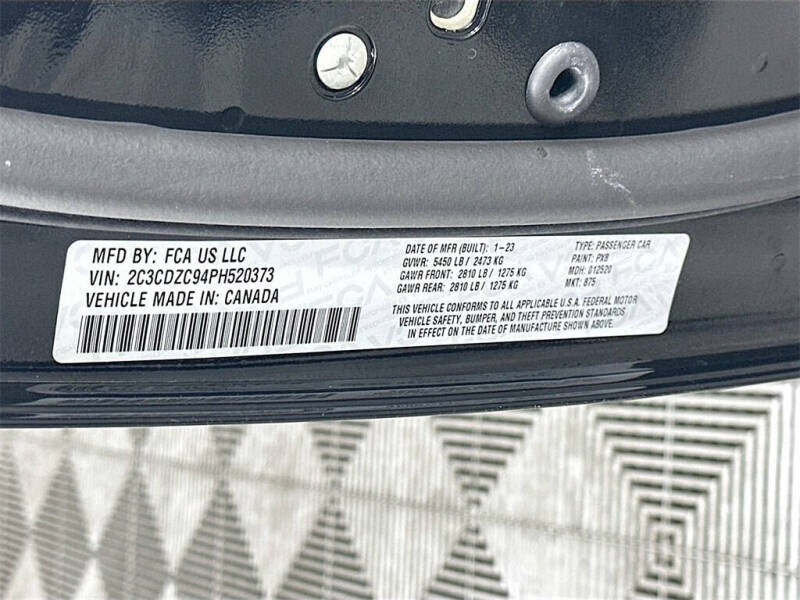 MFD BY: FCA US LLC
VIN: 2C3CDZC94PH520373
VEHICLE MADE IN: CANADA
DATE OF MFR (BUILT): 1-23
GVWR: 5450 LB / 2473 KG
GAWR FRONT: 2810 LB / 1275 KG
GAWR REAR: 2810 LB / 1275 KG
TYPE: PASSENGER CAR
PAINT: PX8
MDH: 012520
MKT: 875
THIS VEHICLE CONFORMS TO ALL APPLICABLE U.S.A. FEDERAL MOTOR
VEHICLE SAFETY, BUMPER, AND THEFT PREVENTION STANDARDS
IN EFFECT ON THE DATE OF MANUFACTURE SHOWN ABOVE.